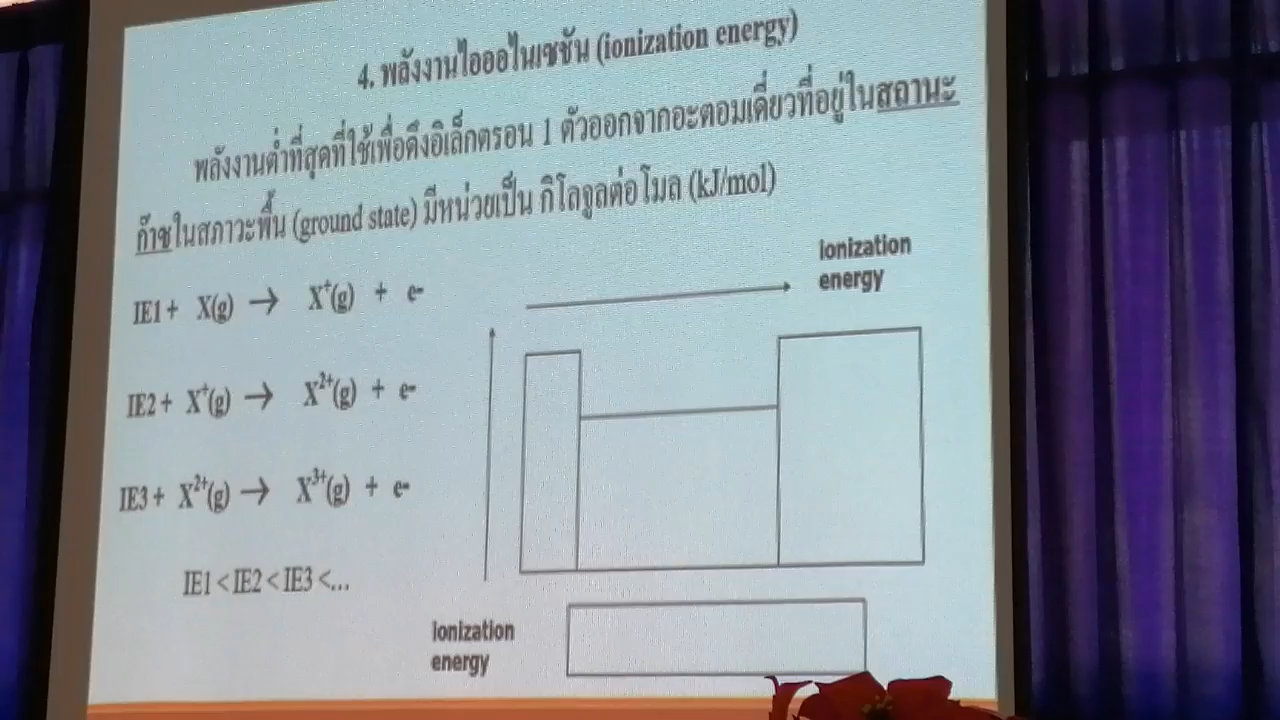 4. พลังงานไอออไนเซชัน (ionization energy)
พลังงานต่ำที่สุดที่ใช้เพื่อดึงอิเล็กตรอน 1 ตัวออกจากอะตอมเดี่ยวที่อยู่ในสถานะ
ก๊าซในสภาวะพื้น (ground state) มีหน่วยเป็น กิโลจูลต่อโมล (kJ/mol)
IE1 + X(g) → X⁺(g) + e-
IE2 + X⁺(g) → X²⁺(g) + e-
IE3 + X²⁺(g) → X³⁺(g) + e-
IE1 < IE2 < IE3 <...
ionization
energy
ionization
energy